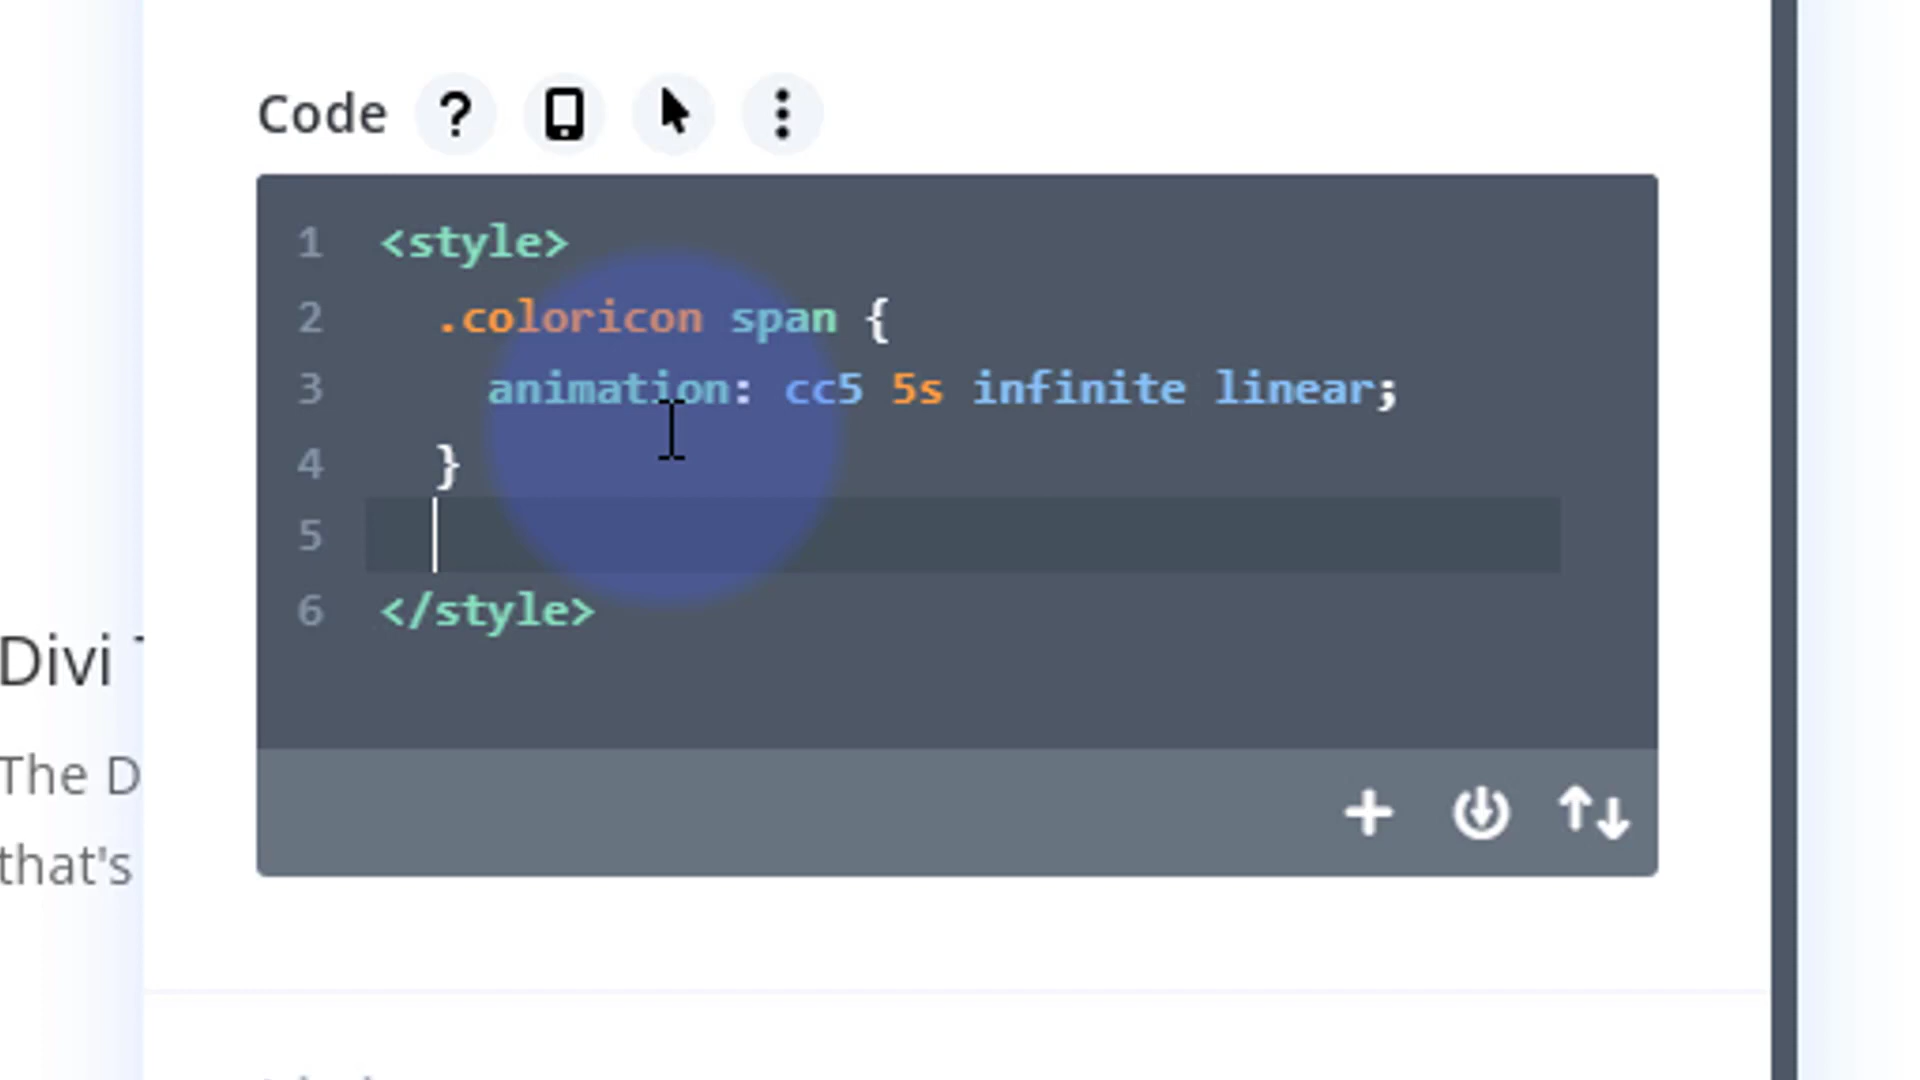 Code ?
1 <style>
2 .coloricon span {
3 animation: cc5 5s infinite linear;
4 }
5
6 </style>
Divi
The D
that's